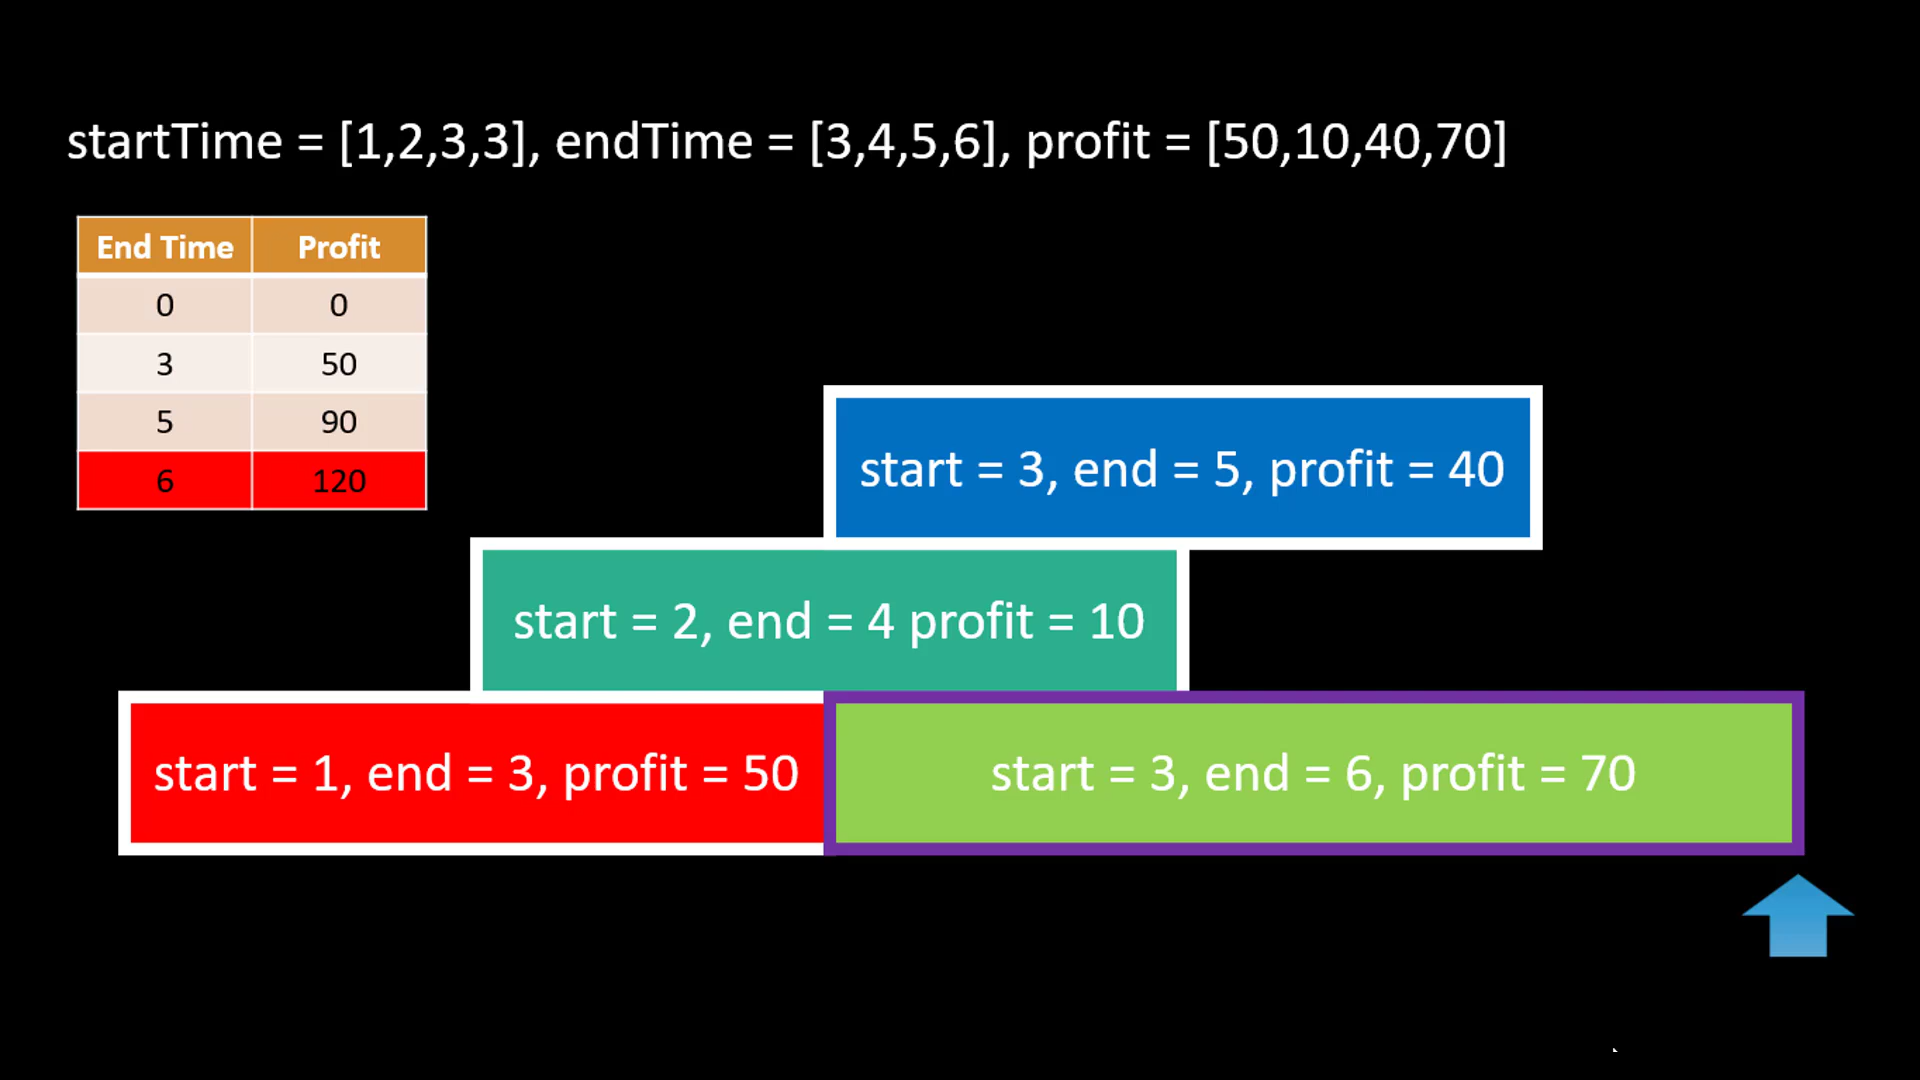 startTime = [1,2,3,3], endTime = [3,4,5,6], profit = [50,10,40,70]
End Time Profit
0 0
3 50
5 90
6 120
start = 3, end = 5, profit = 40
start = 2, end = 4 profit = 10
start = 1, end = 3, profit = 50
start = 3, end = 6, profit = 70